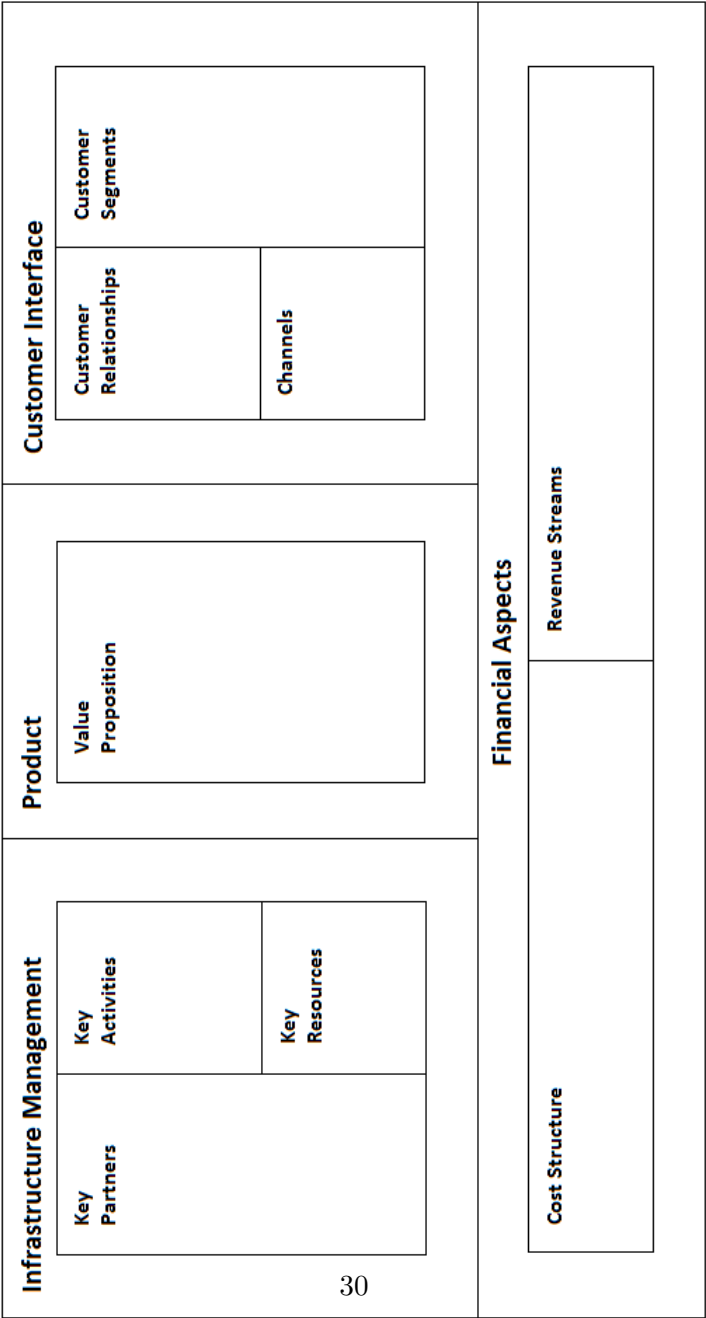 Infrastructure Management
Key
Partners
Key
Activities
Key
Resources
Product
Value
Proposition
Customer Interface
Customer
Relationships
Channels
Customer
Segments
Financial Aspects
Cost Structure
Revenue Streams
30